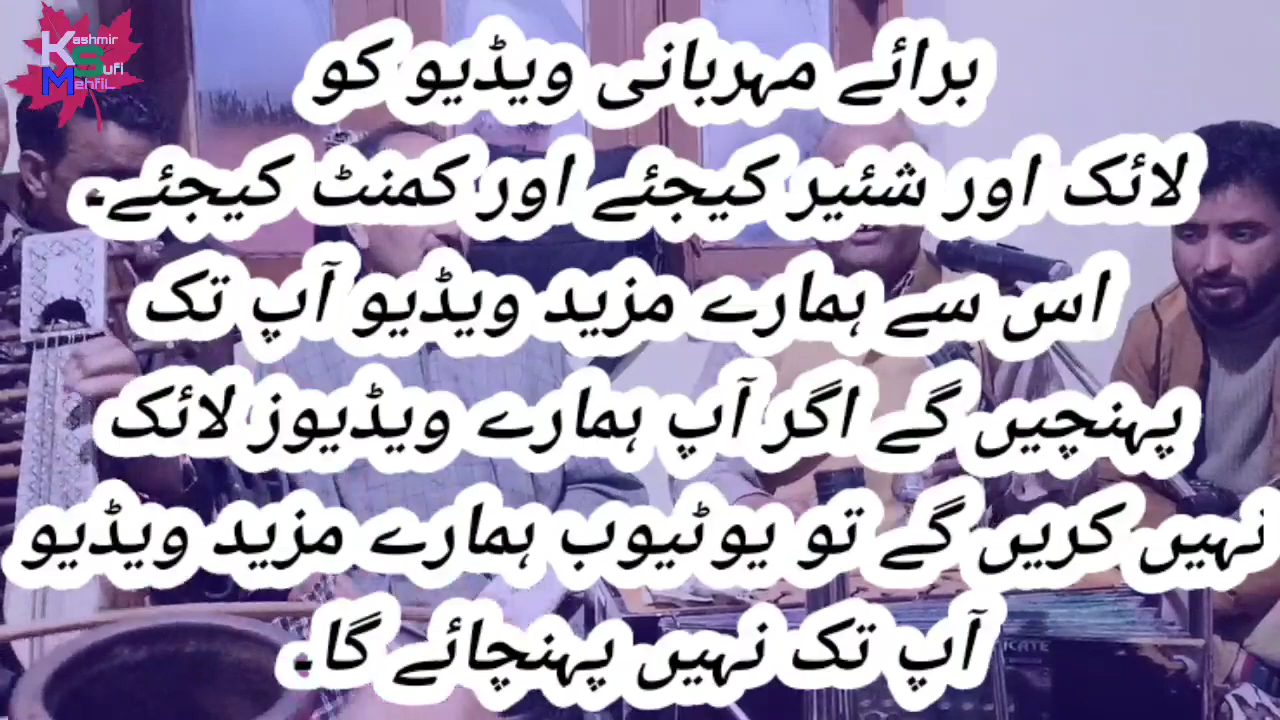 Kashmir
Sufi
Mehfil
برائے مہربانی ویڈیو کو
لائک اور شئیر کیجئے اور کمنٹ کیجئے۔
اس سے ہمارے مزید ویڈیو آپ تک
پہنچیں گے اگر آپ ہمارے ویڈیوز لائک
نہیں کریں گے تو یوٹیوب ہمارے مزید ویڈیو
آپ تک نہیں پہنچائے گا۔